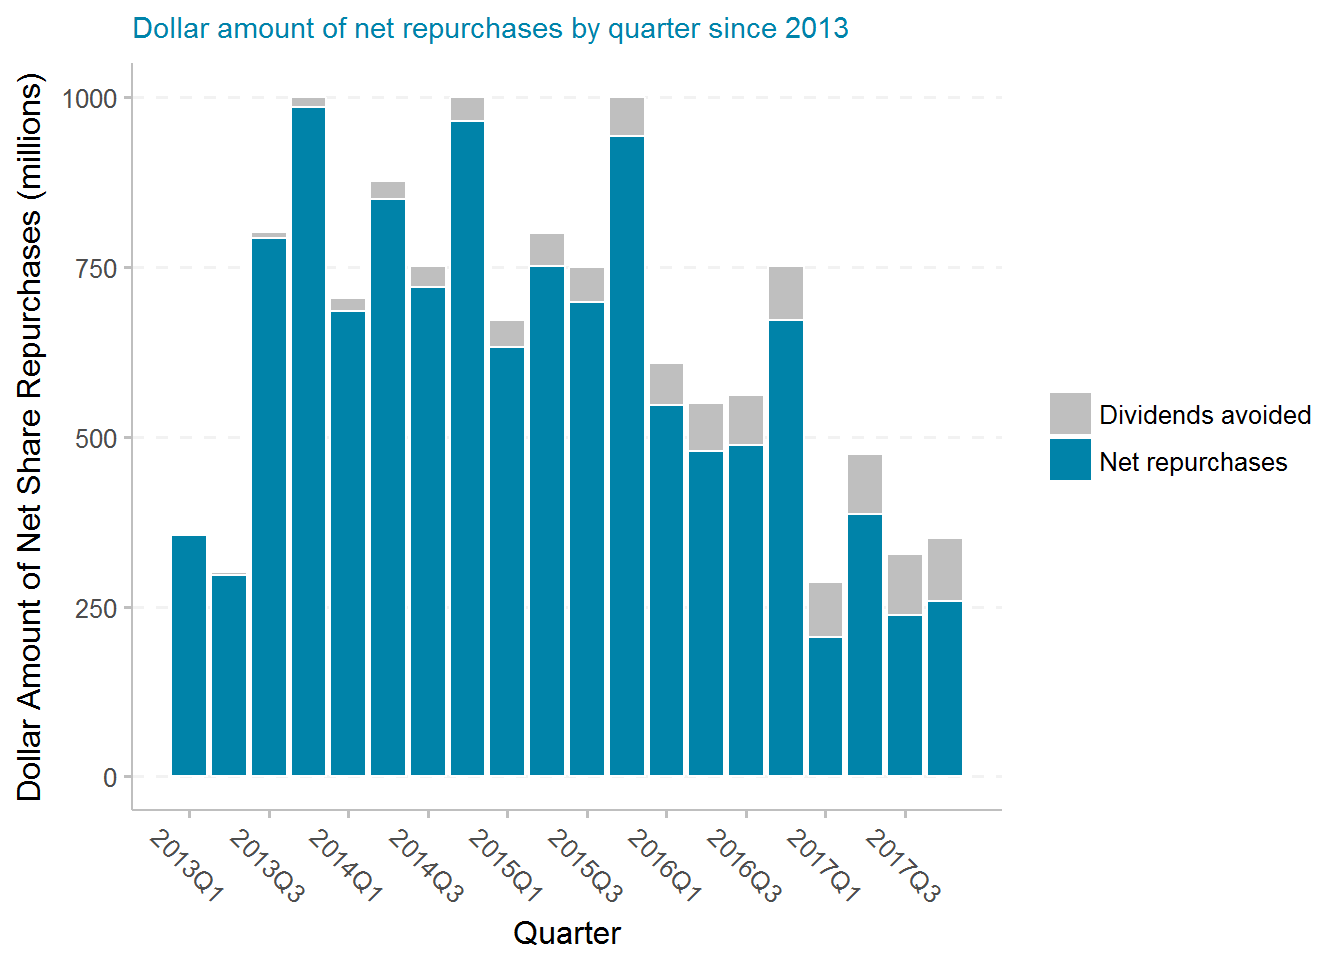 Dollar amount of net repurchases by quarter since 2013
Dollar Amount of Net Share Repurchases (millions)
1000
750
500
250
0
2013Q1
2013Q3
2014Q1
2014Q3
2015Q1
2015Q3
2016Q1
2016Q3
2017Q1
2017Q3
Quarter
Dividends avoided
Net repurchases